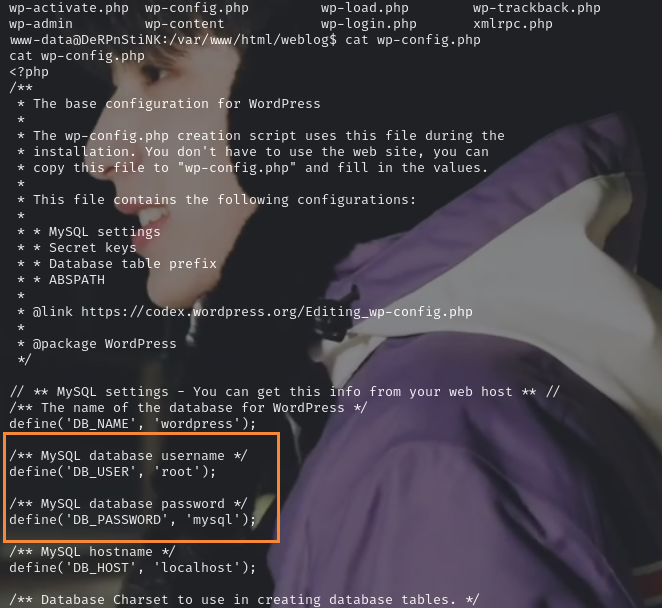 wp-activate.php  wp-config.php         wp-load.php        wp-trackback.php
wp-admin         wp-content            wp-login.php       xmlrpc.php
www-data@DeRPnStiNK:/var/www/html/weblog$ cat wp-config.php
cat wp-config.php
<?php
/**
 * The base configuration for WordPress
 *
 * The wp-config.php creation script uses this file during the
 * installation. You don't have to use the web site, you can
 * copy this file to "wp-config.php" and fill in the values.
 *
 * This file contains the following configurations:
 *
 * * MySQL settings
 * * Secret keys
 * * Database table prefix
 * * ABSPATH
 *
 * @link https://codex.wordpress.org/Editing_wp-config.php
 *
 * @package WordPress
 */
// ** MySQL settings - You can get this info from your web host ** //
/** The name of the database for WordPress */
define('DB_NAME', 'wordpress');
/** MySQL database username */
define('DB_USER', 'root');
/** MySQL database password */
define('DB_PASSWORD', 'mysql');
/** MySQL hostname */
define('DB_HOST', 'localhost');
/** Database Charset to use in creating database tables. */